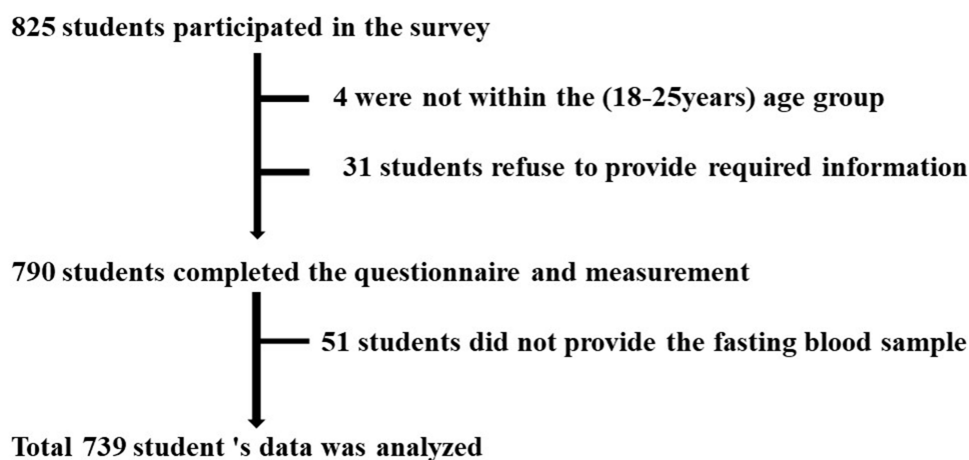 825 students participated in the survey
4 were not within the (18-25years) age group
31 students refuse to provide required information
790 students completed the questionnaire and measurement
51 students did not provide the fasting blood sample
Total 739 student 's data was analyzed